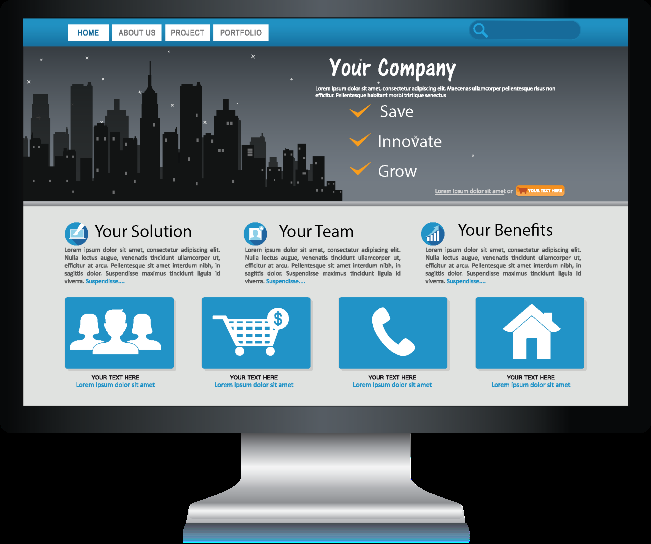 HOME
ABOUT US
PROJECT
PORTFOLIO
Your Company
Lorem ipsum dolor sit amet, consectetur adipiscing elit. Maecenas ullamcorper pellentesque risus non
efficitur. Pellentesque habitant morbi tristique senectus
Save
Innovate
Grow
Lorem ipsum dolor sit amet or
YOUR TEXT HERE
Your Solution
Lorem ipsum dolor sit amet, consectetur adipiscing elit.
Nulla lectus augue, venenatis tincidunt ullamcorper ut,
efficitur at arcu. Pellentesque sit amet interdum nibh, in
sagittis dolor. Suspendisse maximus tincidunt ligula id
viverra. Suspendisse....
Your Team
Lorem ipsum dolor sit amet, consectetur adipiscing elit.
Nulla lectus augue, venenatis tincidunt ullamcorper ut,
efficitur at arcu. Pellentesque sit amet interdum nibh, in
sagittis dolor. Suspendisse maximus tincidunt ligula id
viverra. Suspendisse....
Your Benefits
Lorem ipsum dolor sit amet, consectetur adipiscing elit.
Nulla lectus augue, venenatis tincidunt ullamcorper ut,
efficitur at arcu. Pellentesque sit amet interdum nibh, in
sagittis dolor. Suspendisse maximus tincidunt ligula id
viverra. Suspendisse....
$
YOUR TEXT HERE
Lorem ipsum dolor sit amet
YOUR TEXT HERE
Lorem ipsum dolor sit amet
YOUR TEXT HERE
Lorem ipsum dolor sit amet
YOUR TEXT HERE
Lorem ipsum dolor sit amet